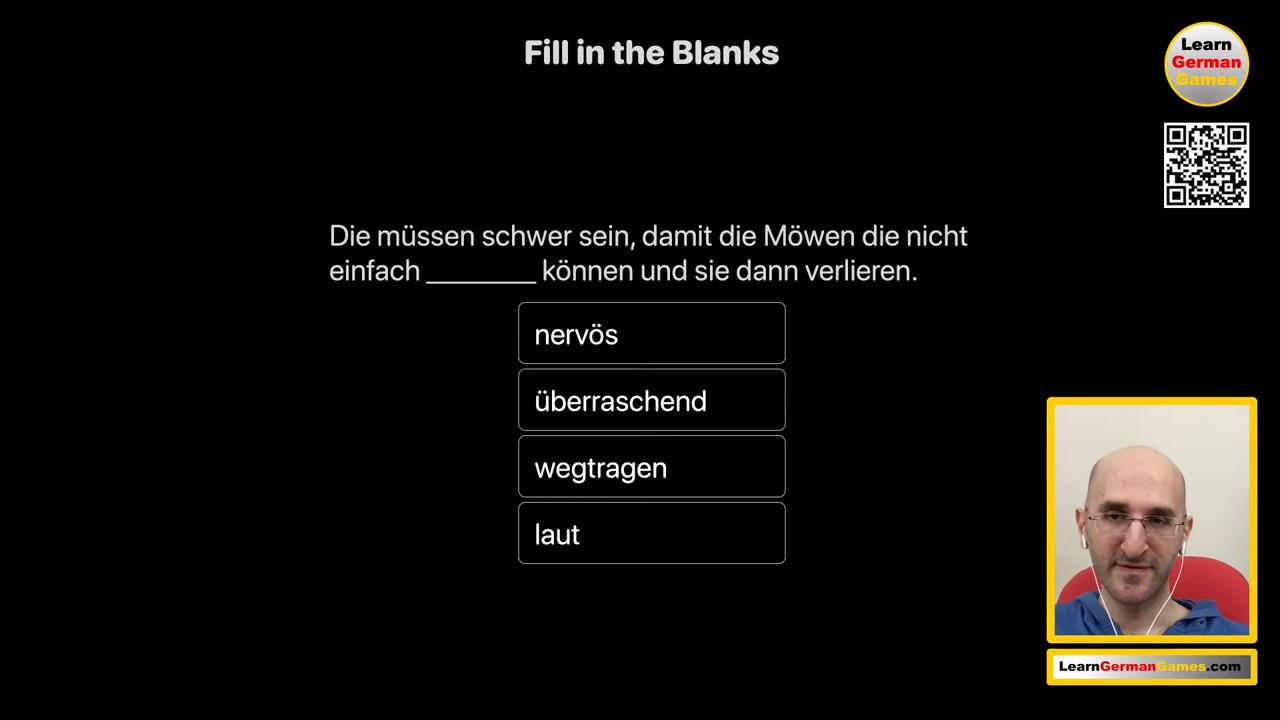 Fill in the Blanks
Learn
German
Games
Die müssen schwer sein, damit die Möwen die nicht
einfach _________ können und sie dann verlieren.
nervös
überraschend
wegtragen
laut
LearnGermanGames.com